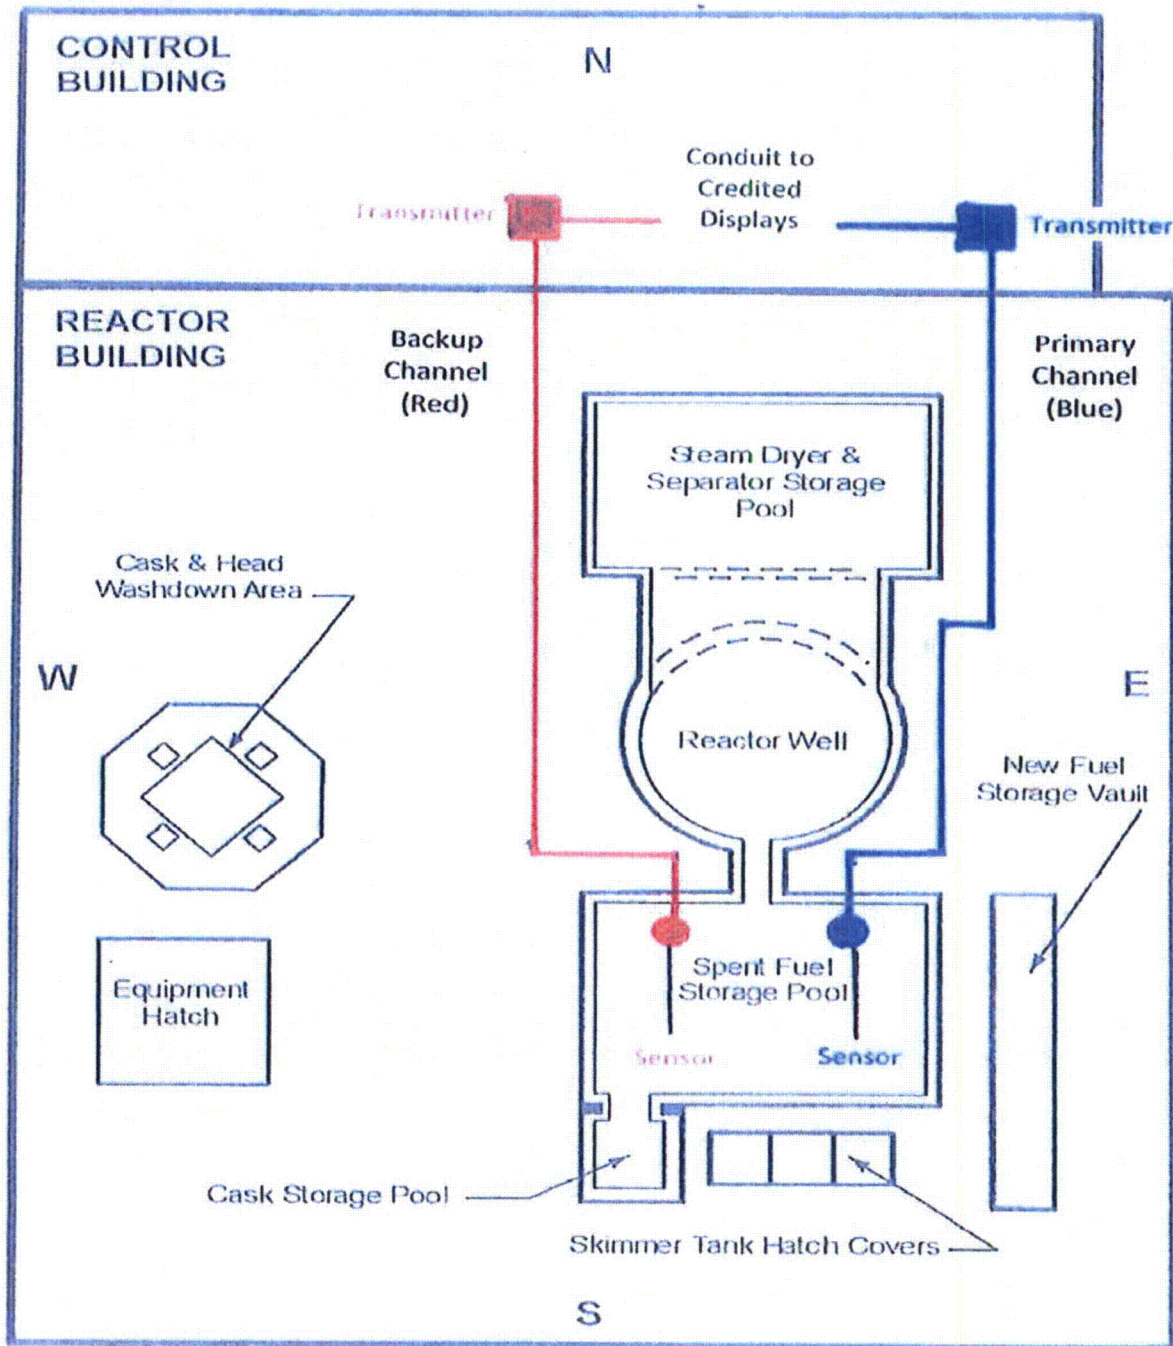 CONTROL
BUILDING
N
Conduit to
Credited
Displays
Transmitter
Transmitter
REACTOR
BUILDING
Backup
Channel
(Red)
Primary
Channel
(Blue)
Steam Dryer &
Separator Storage
Pool
Cask & Head
Washdown Area
W
E
Reactor Well
New Fuel
Storage Vault
Equipment
Hatch
Spent Fuel
Storage Pool
Sensor
Sensor
Cask Storage Pool
Skimmer Tank Hatch Covers
S